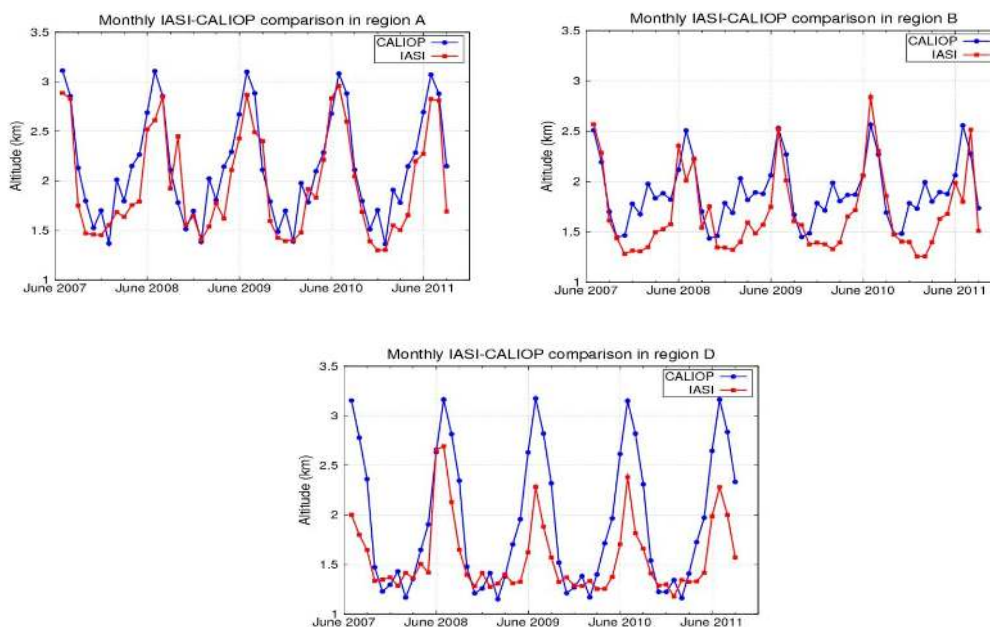 Monthly IASI-CALIOP comparison in region A
3.5
3
2.5
2
1.5
1
Altitude (km)
CALIOP
IASI
June 2007 June 2008 June 2009 June 2010 June 2011
Monthly IASI-CALIOP comparison in region B
3.5
3
2.5
2
1.5
1
Altitude (km)
CALIOP
IASI
June 2007 June 2008 June 2009 June 2010 June 2011
Monthly IASI-CALIOP comparison in region D
3.5
3
2.5
2
1.5
1
Altitude (km)
CALIOP
IASI
June 2007 June 2008 June 2009 June 2010 June 2011